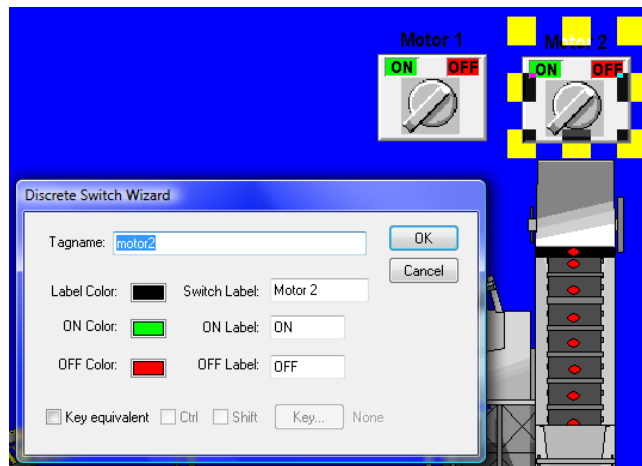 Motor 1
Motor 2
ON OFF
ON OFF
Discrete Switch Wizard
Tagname: motor2
OK
Cancel
Label Color: Switch Label: Motor 2
ON Color: ON Label: ON
OFF Color: OFF Label: OFF
Key equivalent Ctrl Shift Key... None